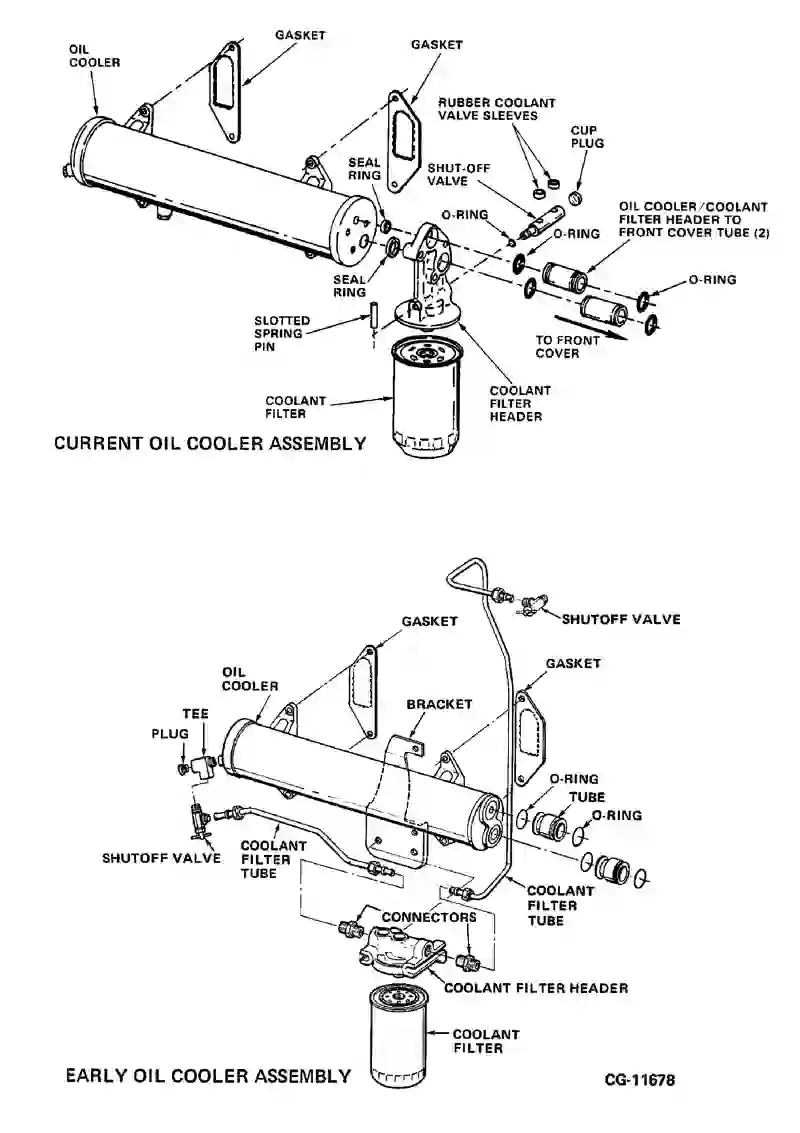 GASKET
OIL
COOLER
GASKET
RUBBER COOLANT
VALVE SLEEVES
CUP
PLUG
SEAL
RING
SHUT-OFF
VALVE
OIL COOLER/COOLANT
FILTER HEADER TO
FRONT COVER TUBE (2)
O-RING
O-RING
O-RING
SEAL
RING
SLOTTED
SPRING
PIN
TO FRONT
COVER
COOLANT
FILTER
COOLANT
FILTER
HEADER
CURRENT OIL COOLER ASSEMBLY
SHUTOFF VALVE
GASKET
GASKET
OIL
COOLER
BRACKET
TEE
PLUG
O-RING
TUBE
O-RING
SHUTOFF VALVE
COOLANT
FILTER
TUBE
COOLANT
FILTER
TUBE
CONNECTORS
COOLANT FILTER HEADER
COOLANT
FILTER
EARLY OIL COOLER ASSEMBLY
CG-11678